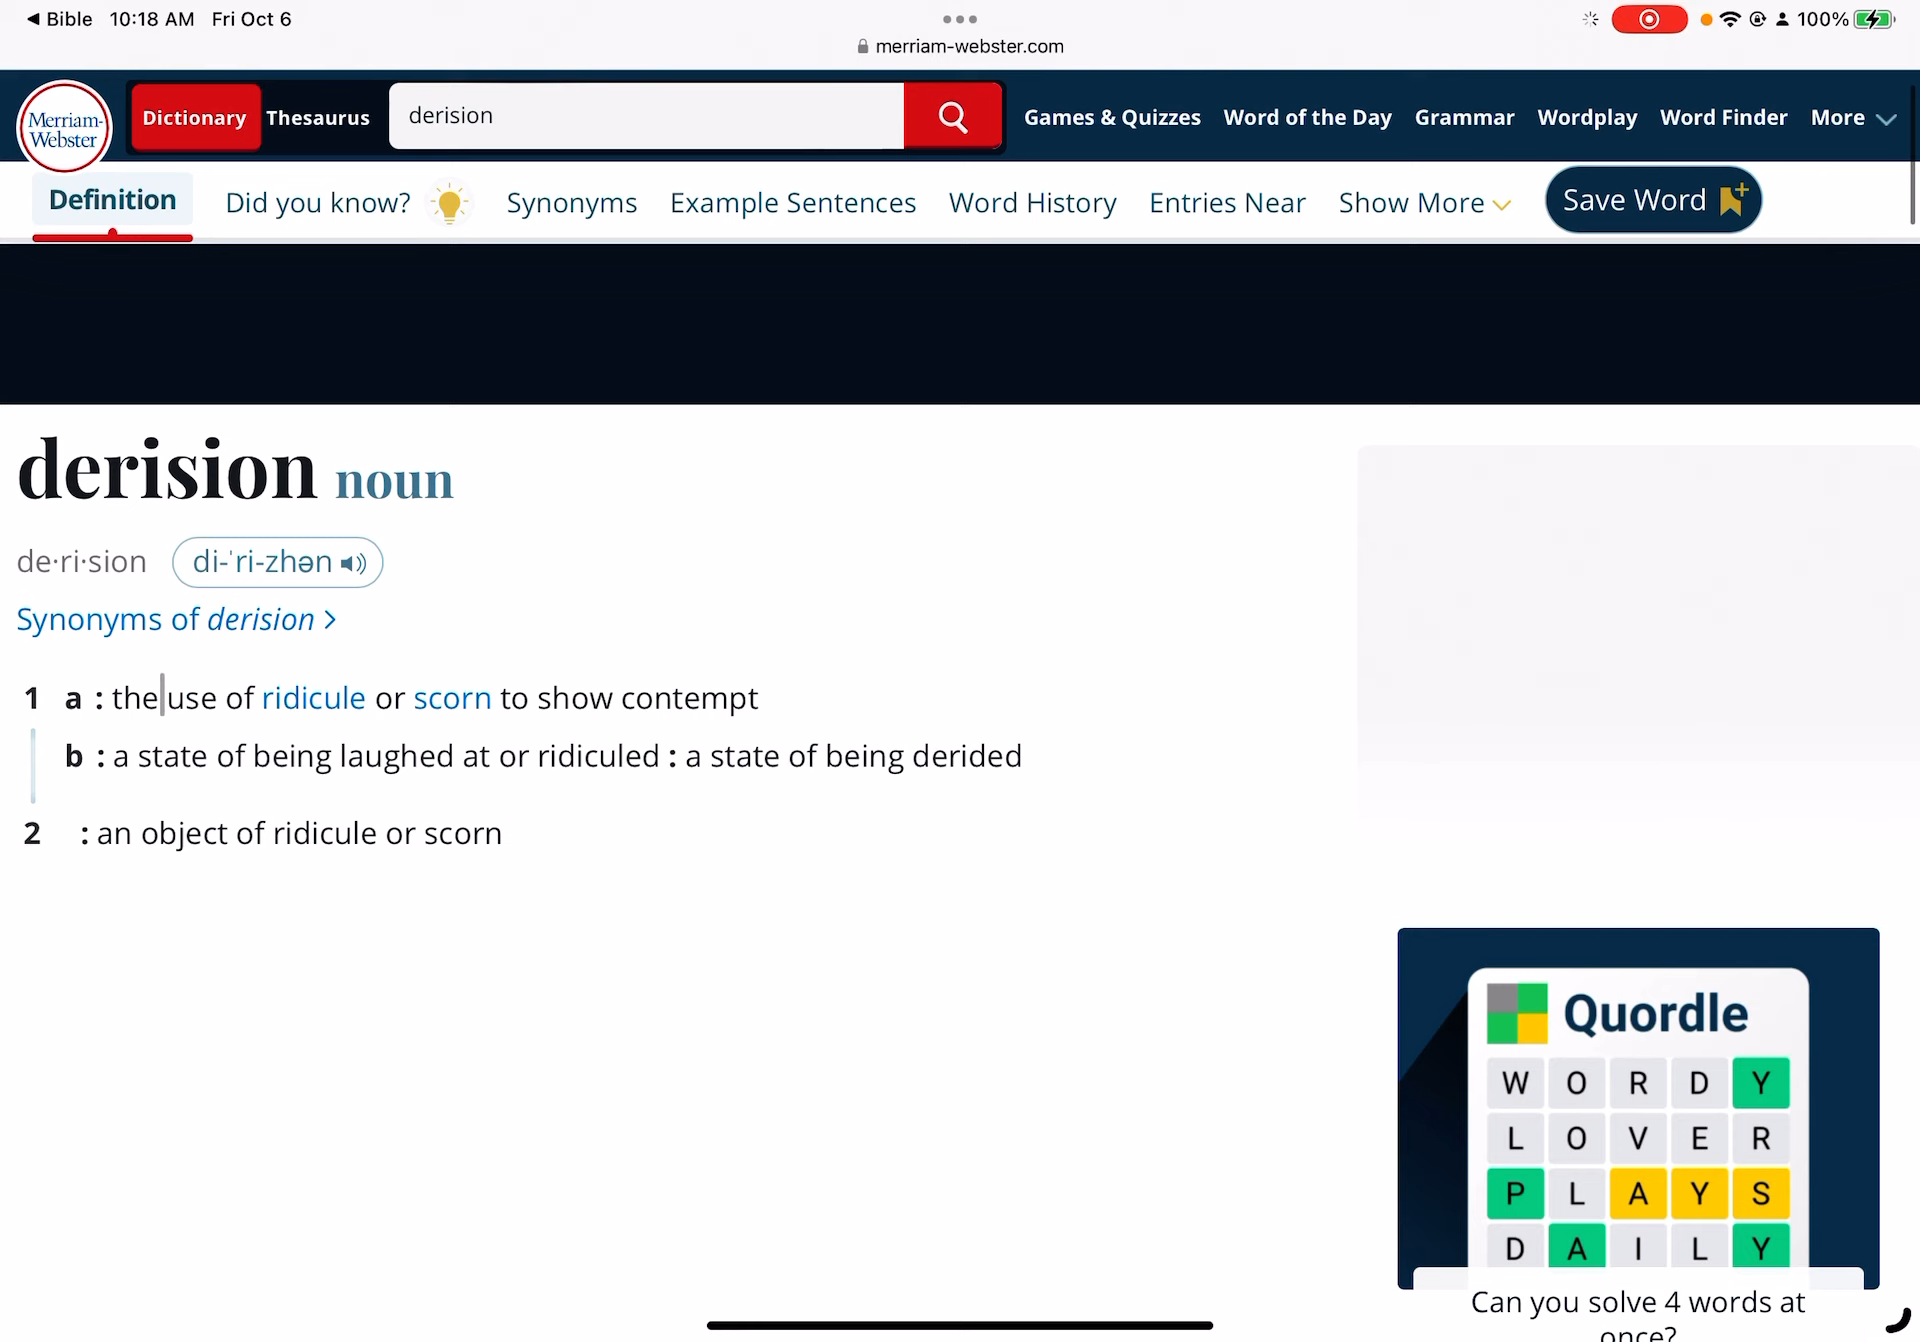 ◀ Bible 10:18 AM Fri Oct 6 100%
merriam-webster.com
Merriam-
Webster
Dictionary Thesaurus derision Games & Quizzes Word of the Day Grammar Wordplay Word Finder More
Definition Did you know? Synonyms Example Sentences Word History Entries Near Show More Save Word
derision noun
de·ri·sion di-ˈri-zhən
Synonyms of derision >
1 a : the use of ridicule or scorn to show contempt
b : a state of being laughed at or ridiculed : a state of being derided
2 : an object of ridicule or scorn
Quordle
W O R D Y
L O V E R
P L A Y S
D A I L Y
Can you solve 4 words at
once?